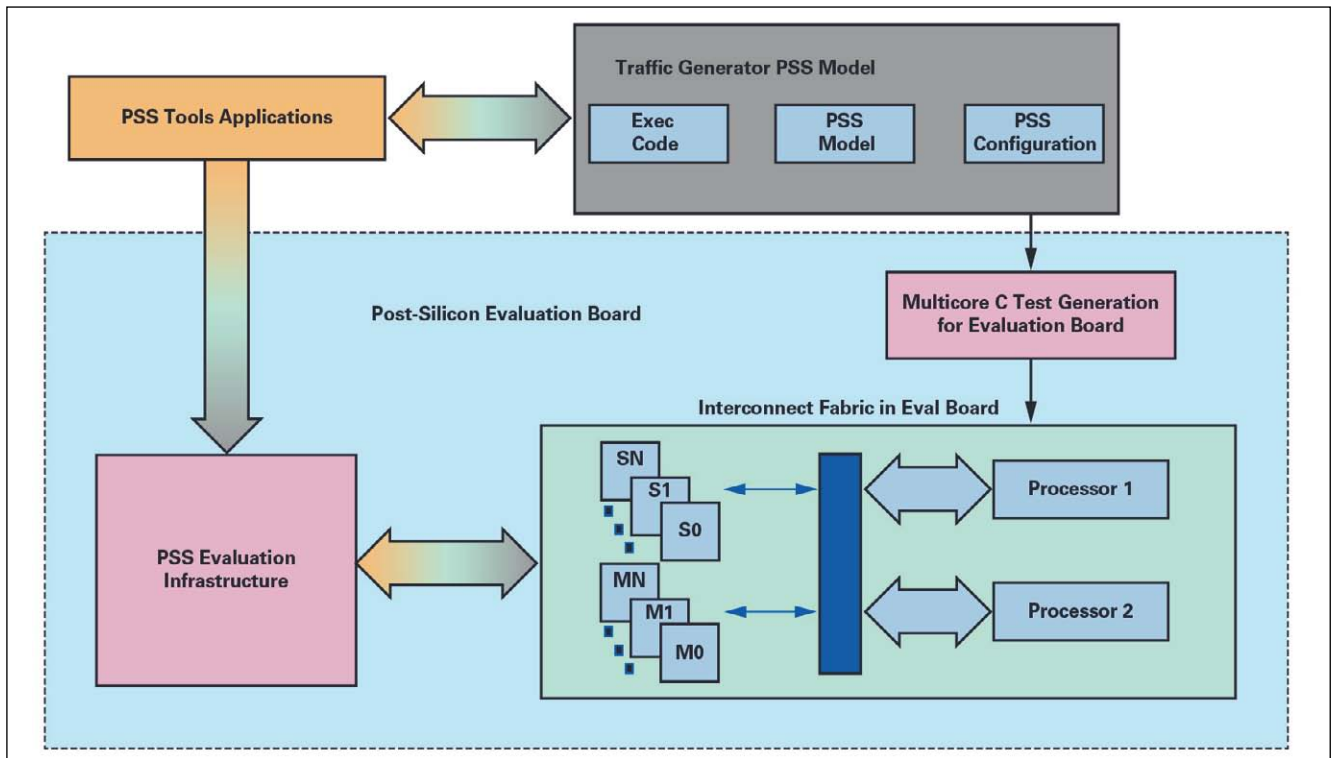 Traffic Generator PSS Model
PSS Tools Applications
Exec
Code
PSS
Model
PSS
Configuration
Post-Silicon Evaluation Board
Multicore C Test Generation
for Evaluation Board
Interconnect Fabric in Eval Board
SN
S1
S0
Processor 1
PSS Evaluation
Infrastructure
MN
M1
M0
Processor 2